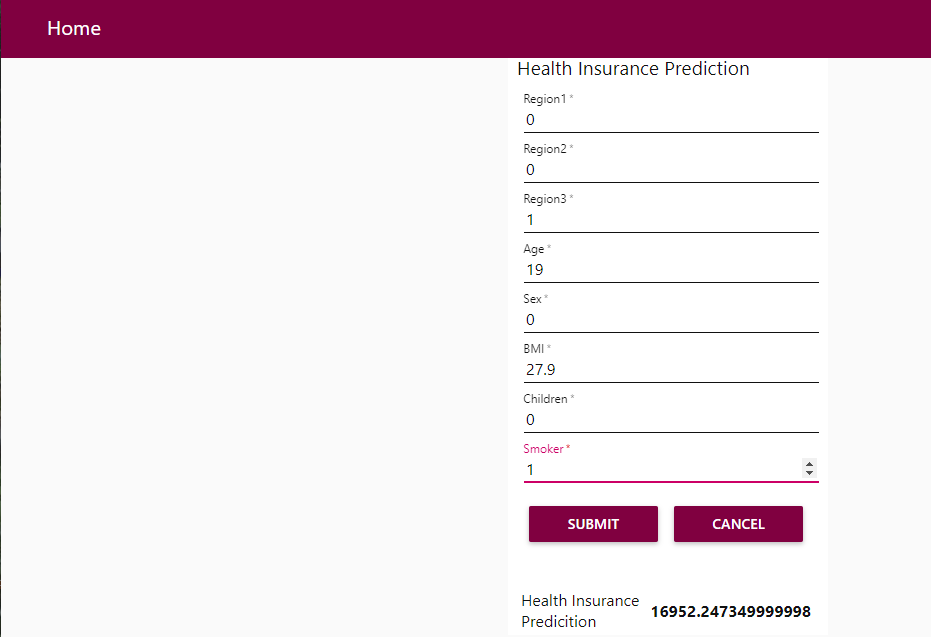 Home
Health Insurance Prediction
Region1 *
0
Region2 *
0
Region3 *
1
Age *
19
Sex *
0
BMI *
27.9
Children *
0
Smoker *
1
SUBMIT CANCEL
Health Insurance
Predicition
16952.247349999998